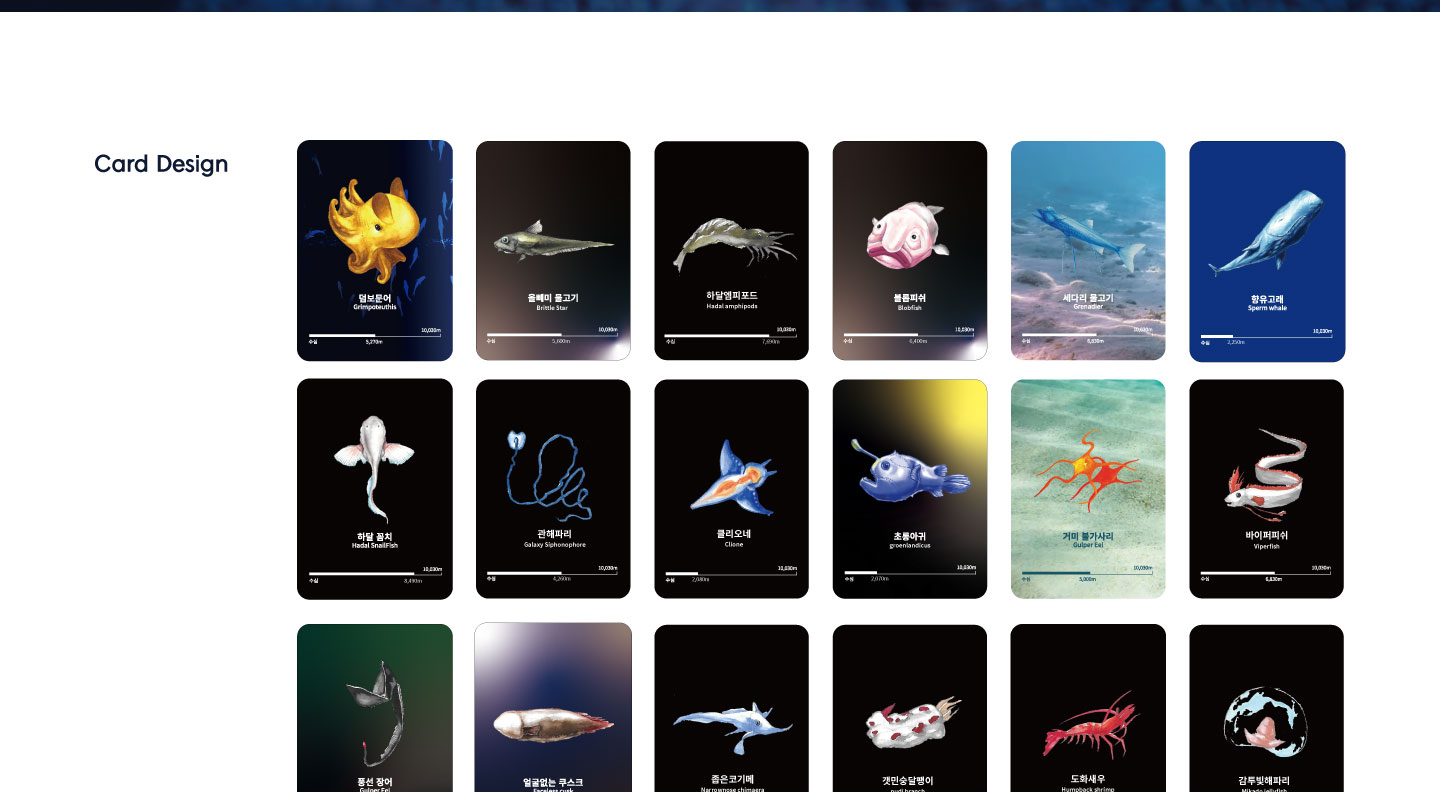 Card Design
덤보문어
Grimpoteuthis
10,030m
수심
5,270m
올빼미 물고기
Brittle Star
10,030m
수심
5,600m
하달엠피포드
Hadal amphipods
10,030m
수심
7,690m
블롭피쉬
Blobfish
10,030m
수심
6,400m
세다리 물고기
Grenadier
10,030m
수심
6,830m
향유고래
Sperm whale
10,030m
수심
2,250m
하달 꼼치
Hadal SnailFish
10,030m
수심
8,490m
관해파리
Galaxy Siphonophore
10,030m
수심
4,260m
클리오네
Clione
10,030m
수심
2,080m
초롱아귀
groenlandicus
10,030m
수심
2,070m
거미 불가사리
Gulper Eel
10,030m
수심
5,000m
바이퍼피쉬
Viperfish
10,030m
수심
6,830m
풍선 장어
Gulper Eel
얼굴없는 쿠스크
Faceless cusk
좁은코기메
Narrownose chimaera
갯민숭달팽이
nudi branch
도화새우
Humpback shrimp
감투빗해파리
Mikado jellyfish